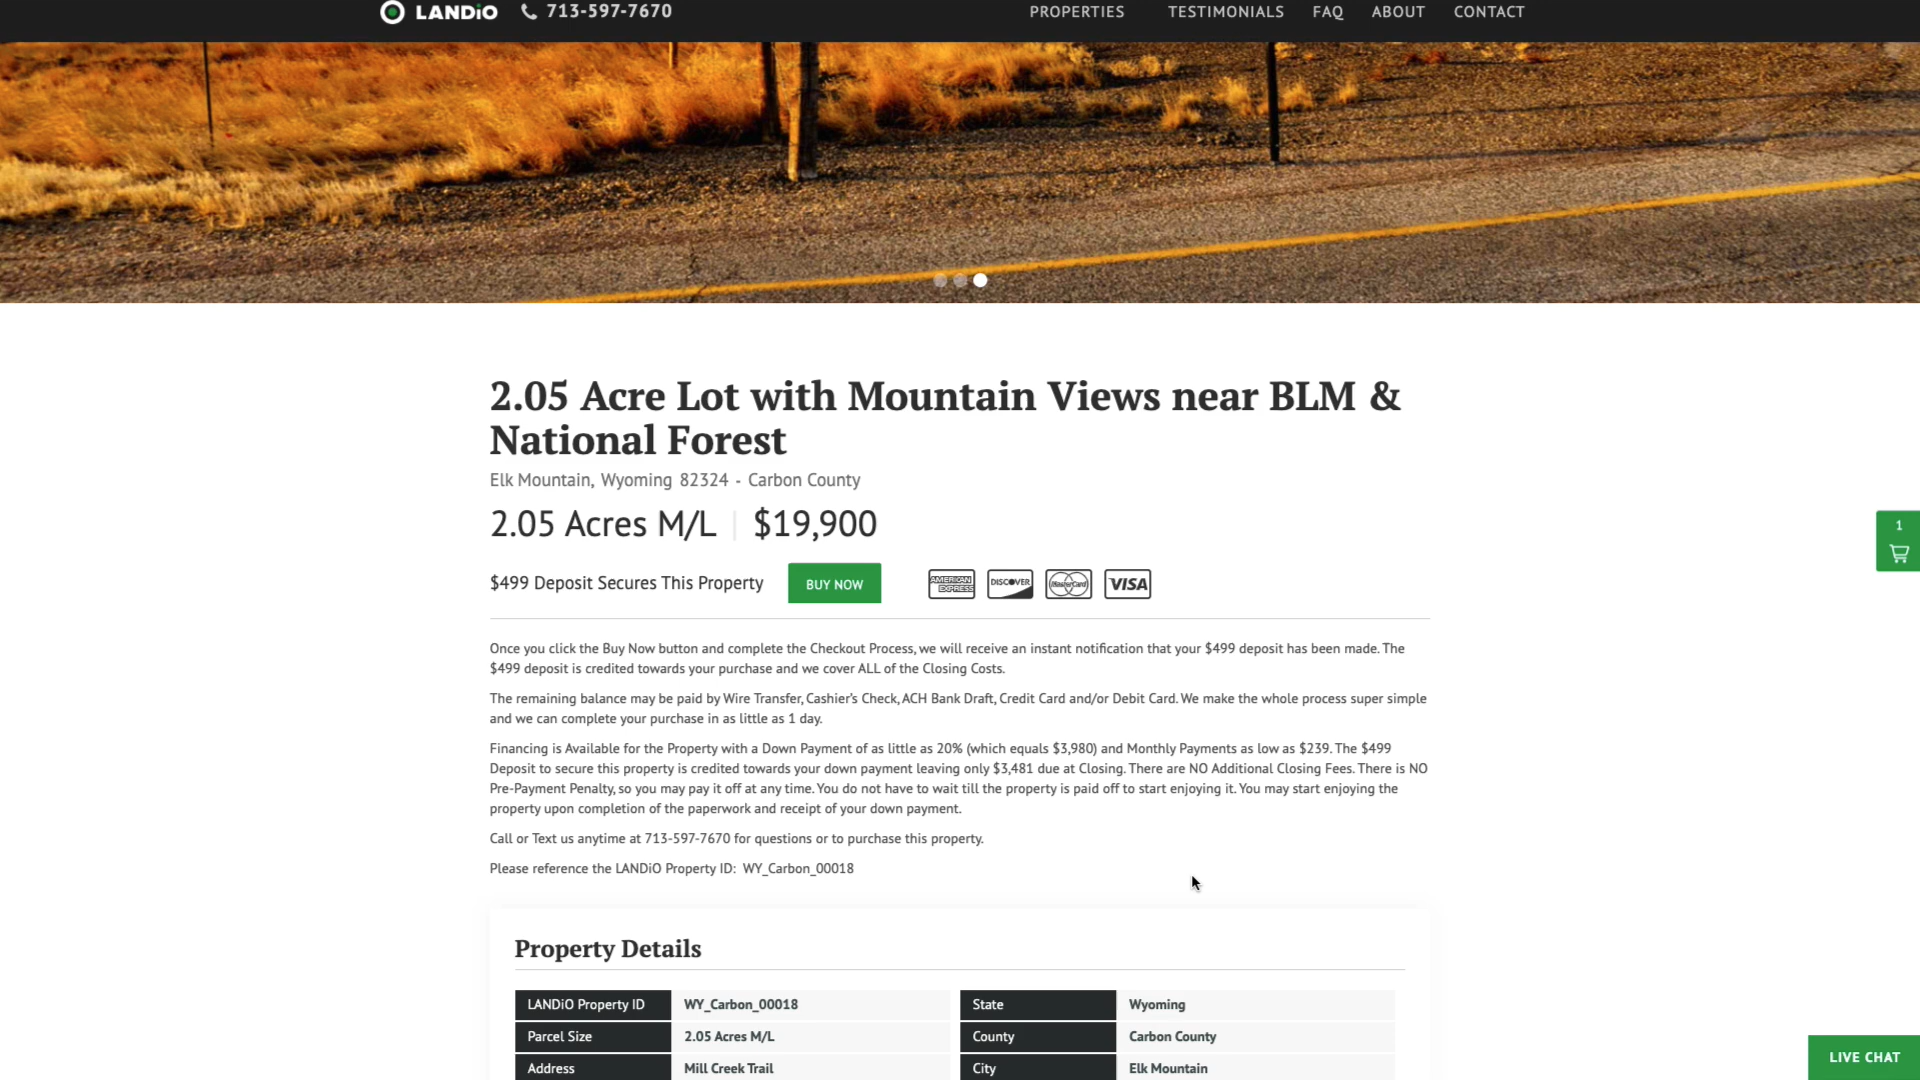 LANDiO 713-597-7670 PROPERTIES TESTIMONIALS FAQ ABOUT CONTACT
2.05 Acre Lot with Mountain Views near BLM &
National Forest
Elk Mountain, Wyoming 82324 - Carbon County
2.05 Acres M/L | $19,900
1
$499 Deposit Secures This Property BUY NOW AMERICAN EXPRESS DISCOVER MasterCard VISA
Once you click the Buy Now button and complete the Checkout Process, we will receive an instant notification that your $499 deposit has been made. The
$499 deposit is credited towards your purchase and we cover ALL of the Closing Costs.
The remaining balance may be paid by Wire Transfer, Cashier's Check, ACH Bank Draft, Credit Card and/or Debit Card. We make the whole process super simple
and we can complete your purchase in as little as 1 day.
Financing is Available for the Property with a Down Payment of as little as 20% (which equals $3,980) and Monthly Payments as low as $239. The $499
Deposit to secure this property is credited towards your down payment leaving only $3,481 due at Closing. There are NO Additional Closing Fees. There is NO
Pre-Payment Penalty, so you may pay it off at any time. You do not have to wait till the property is paid off to start enjoying it. You may start enjoying the
property upon completion of the paperwork and receipt of your down payment.
Call or Text us anytime at 713-597-7670 for questions or to purchase this property.
Please reference the LANDiO Property ID: WY_Carbon_00018
Property Details
LANDiO Property ID WY_Carbon_00018 State Wyoming
Parcel Size 2.05 Acres M/L County Carbon County
Address Mill Creek Trail City Elk Mountain
LIVE CHAT